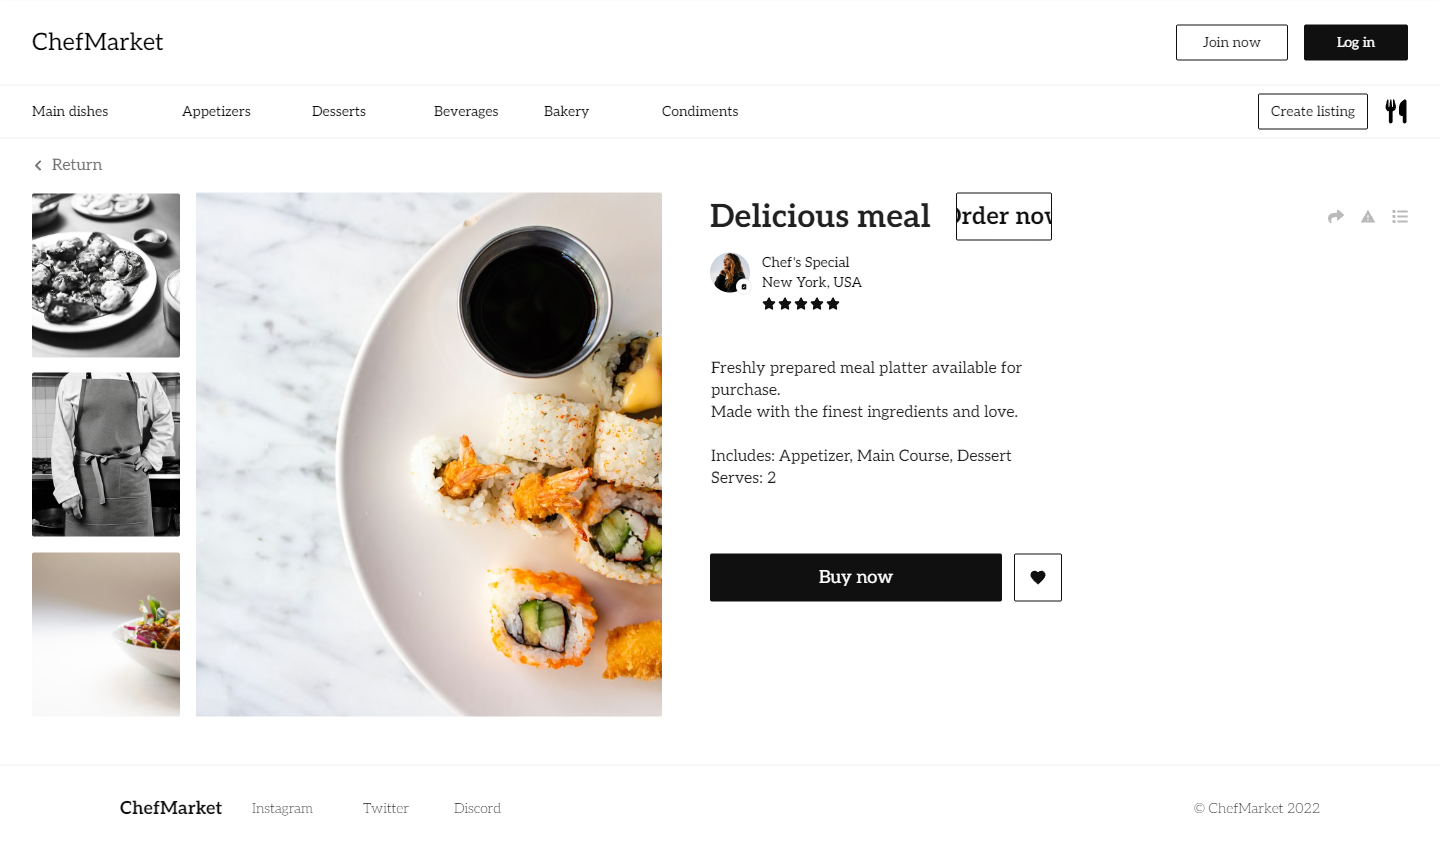 ChefMarket
Join now
Log in
Main dishes
Appetizers
Desserts
Beverages
Bakery
Condiments
Create listing
Return
Delicious meal
Order now
Chef's Special
New York, USA
Freshly prepared meal platter available for
purchase.
Made with the finest ingredients and love.
Includes: Appetizer, Main Course, Dessert
Serves: 2
Buy now
ChefMarket
Instagram
Twitter
Discord
© ChefMarket 2022